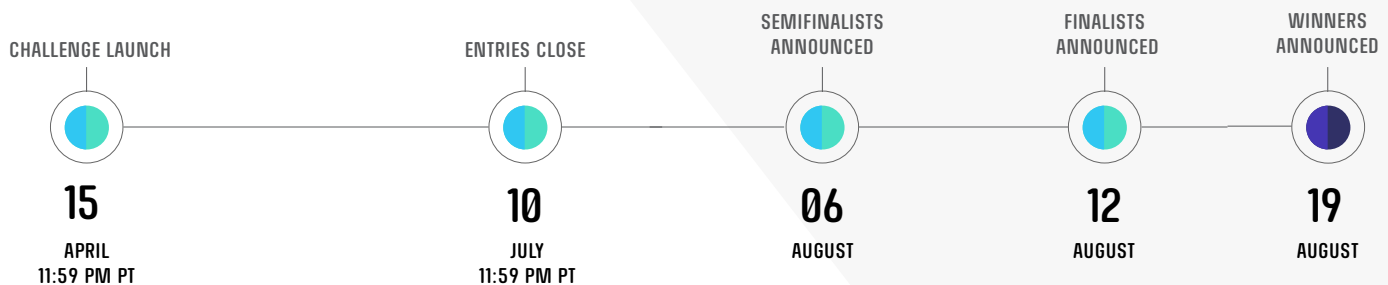 CHALLENGE LAUNCH
ENTRIES CLOSE
SEMIFINALISTS
ANNOUNCED
FINALISTS
ANNOUNCED
WINNERS
ANNOUNCED
15
APRIL
11:59 PM PT
10
JULY
11:59 PM PT
06
AUGUST
12
AUGUST
19
AUGUST